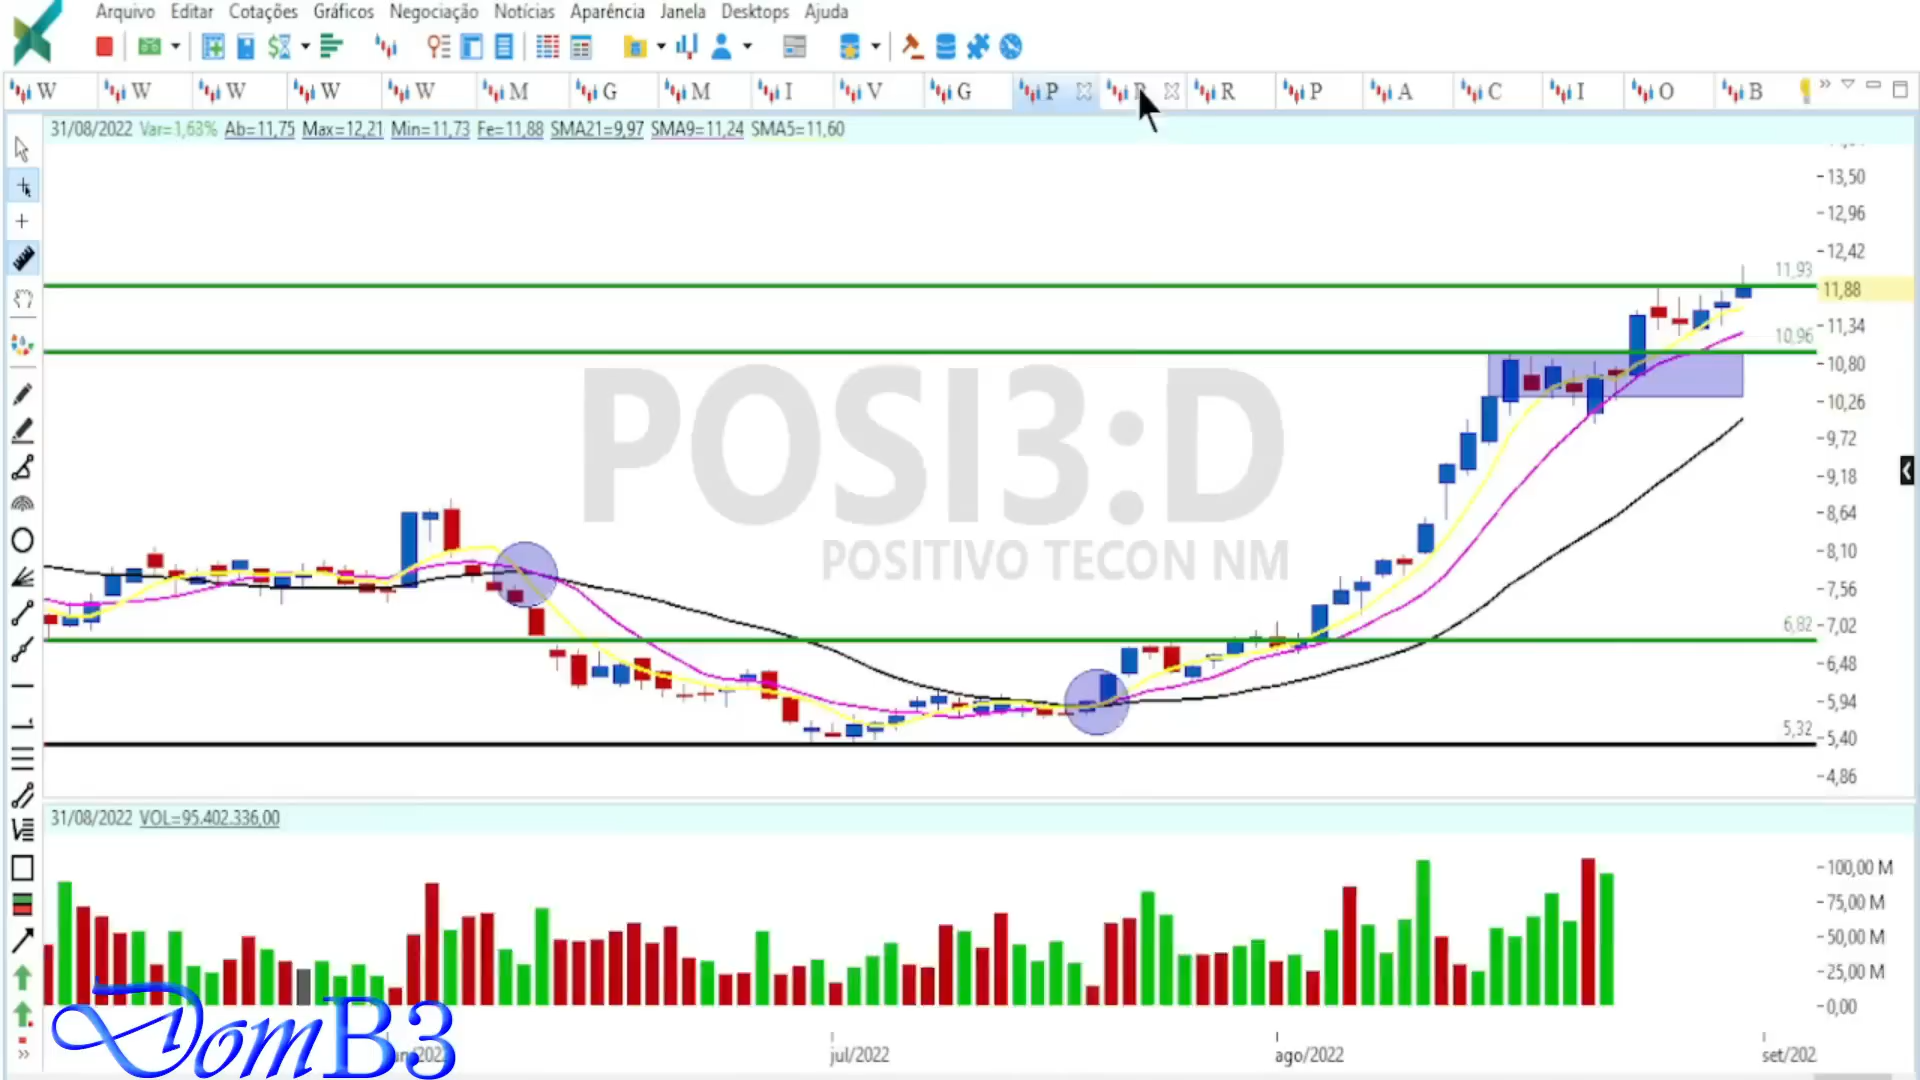 Arquivo Editar Cotações Gráficos Negociação Notícias Aparência Janela Desktops Ajuda
W W W W W M G M I V G P R R P A C I O B
31/08/2022 Var=1,63% Ab=11,75 Max=12,21 Min=11,73 Fe=11,88 SMA21=9,97 SMA9=11,24 SMA5=11,60
13,50
12,96
12,42
11,93
11,88
11,34
10,96
10,80
10,26
9,72
9,18
8,64
8,10
7,56
6,82
7,02
6,48
5,94
5,32
5,40
4,86
POSI3:D
POSITIVO TECON NM
31/08/2022 VOL=95.402.336,00
100,00 M
75,00 M
50,00 M
25,00 M
0,00
DomB3
jul/2022 ago/2022